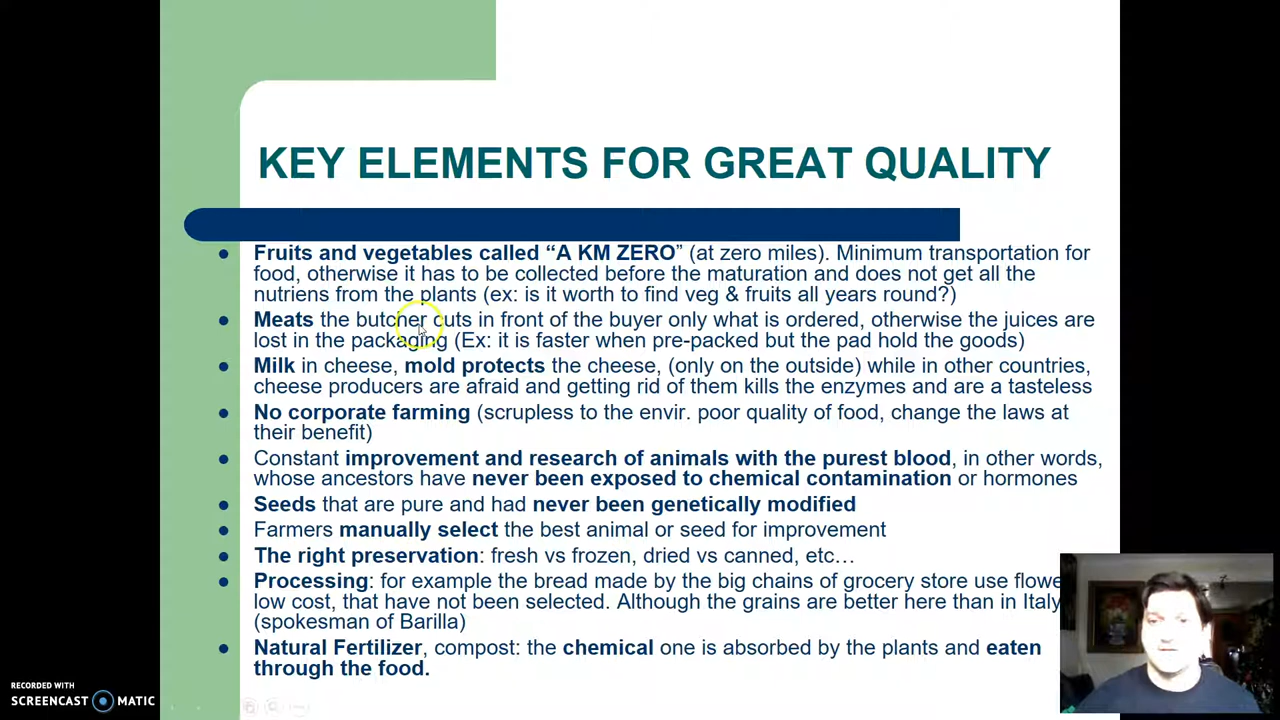 KEY ELEMENTS FOR GREAT QUALITY
Fruits and vegetables called “A KM ZERO” (at zero miles). Minimum transportation for
food, otherwise it has to be collected before the maturation and does not get all the
nutriens from the plants (ex: is it worth to find veg & fruits all years round?)
Meats the butcher cuts in front of the buyer only what is ordered, otherwise the juices are
lost in the packaging (Ex: it is faster when pre-packed but the pad hold the goods)
Milk in cheese, mold protects the cheese, (only on the outside) while in other countries,
cheese producers are afraid and getting rid of them kills the enzymes and are a tasteless
No corporate farming (scrupless to the envir. poor quality of food, change the laws at
their benefit)
Constant improvement and research of animals with the purest blood, in other words,
whose ancestors have never been exposed to chemical contamination or hormones
Seeds that are pure and had never been genetically modified
Farmers manually select the best animal or seed for improvement
The right preservation: fresh vs frozen, dried vs canned, etc…
Processing: for example the bread made by the big chains of grocery store use
low cost, that have not been selected. Although the grains are better here than in Italy
(spokesman of Barilla)
Natural Fertilizer, compost: the chemical one is absorbed by the plants and eaten
through the food.
RECORDED WITH
SCREENCAST MATIC